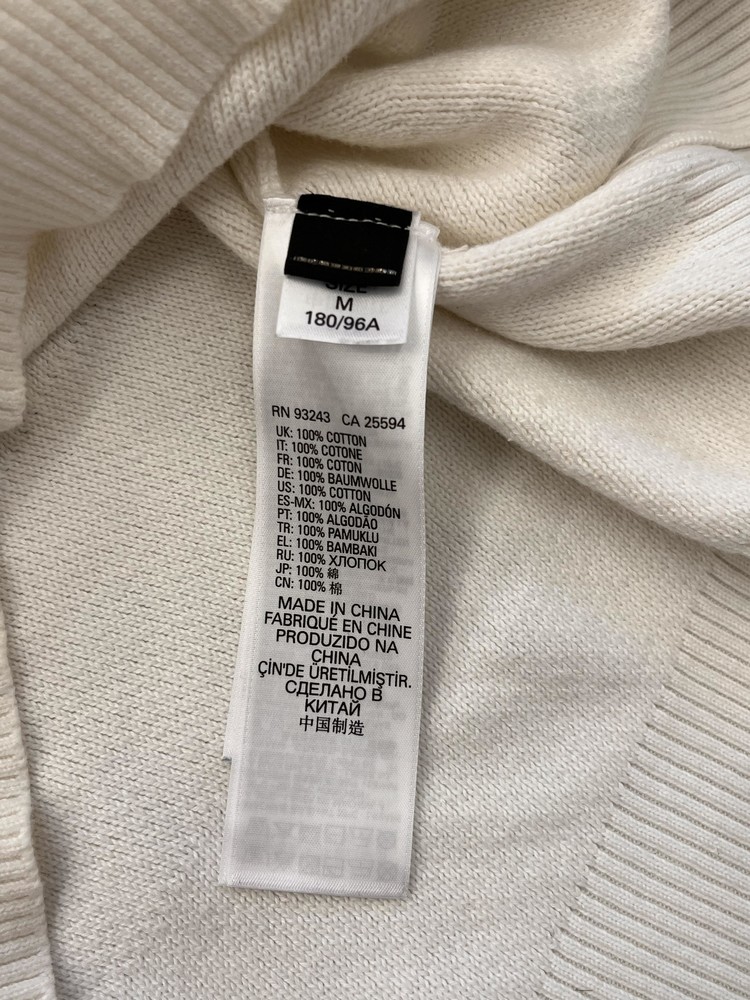 SIZE
M
180/96A
RN 93243 CA 25594
UK: 100% COTTON
IT: 100% COTONE
FR: 100% COTON
DE: 100% BAUMWOLLE
US: 100% COTTON
ES-MX: 100% ALGODÓN
PT: 100% ALGODÃO
TR: 100% PAMUKLU
EL: 100% BAMBAKI
RU: 100% ХЛОПОК
JP: 100% 綿
CN: 100% 棉
MADE IN CHINA
FABRIQUÉ EN CHINE
PRODUZIDO NA
CHINA
ÇİN'DE ÜRETİLMİŞTİR.
СДЕЛАНО В
КИТАЙ
中国制造